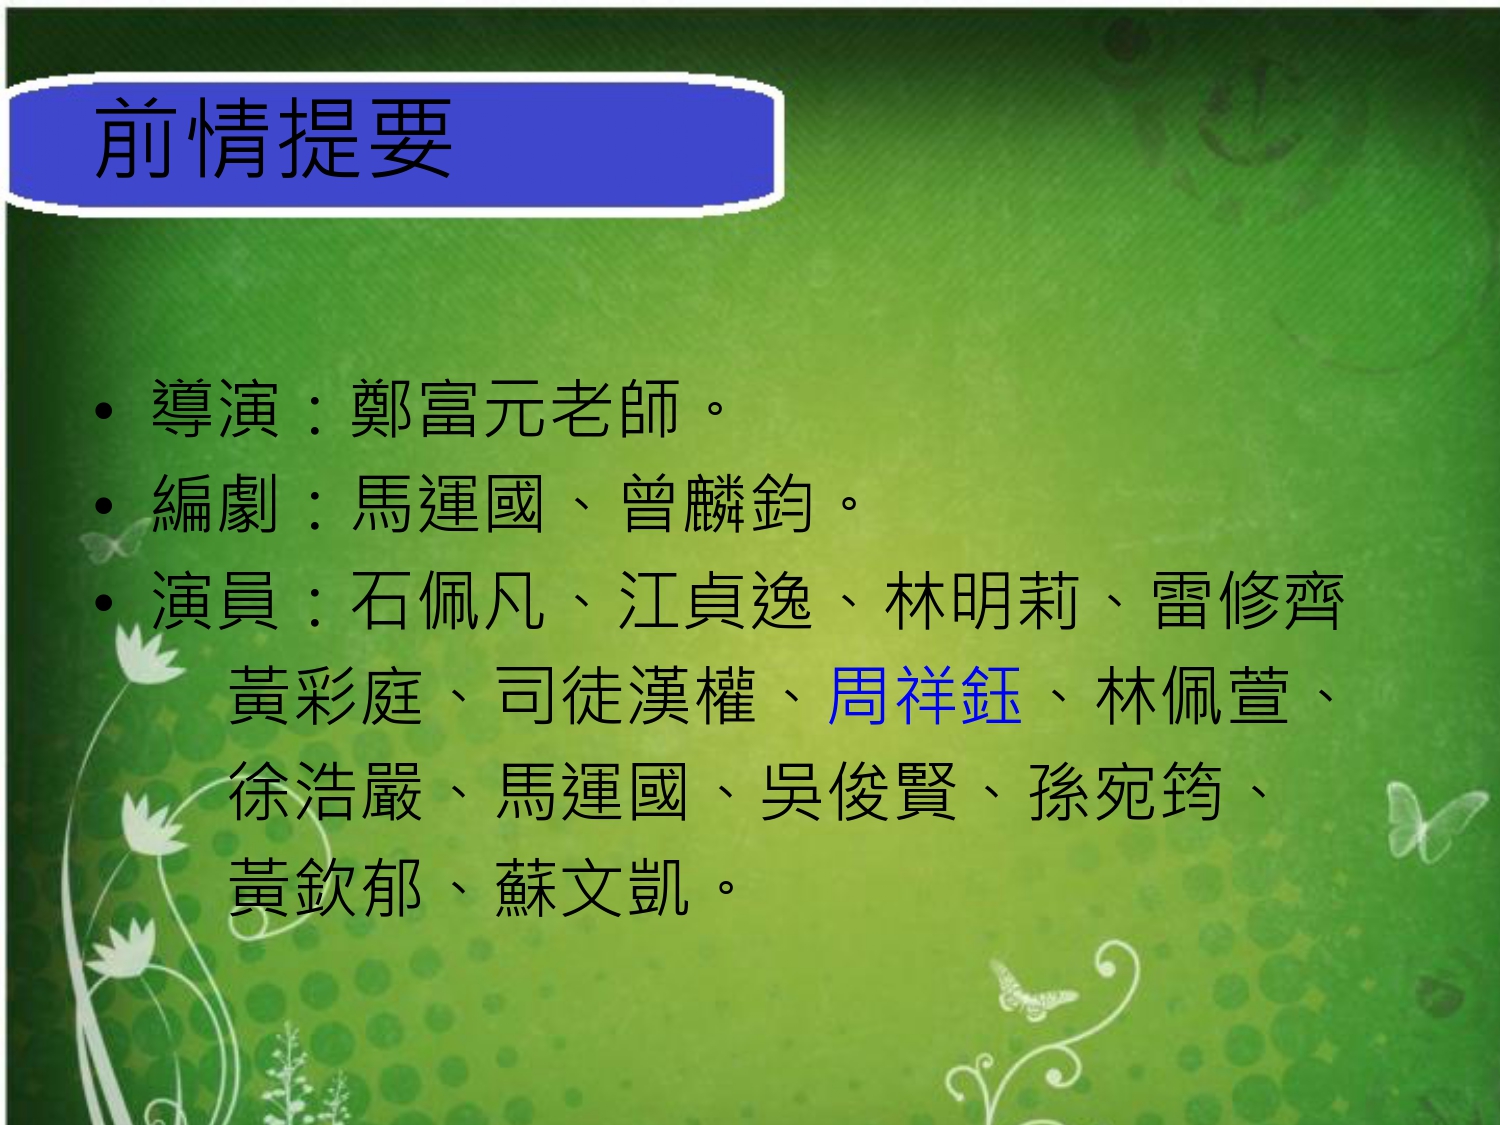 前情提要
• 導演：鄭富元老師。
• 編劇：馬運國、曾麟鈞。
• 演員：石佩凡、江貞逸、林明莉、雷修齊
黃彩庭、司徒漢權、周祥鈺、林佩萱、
徐浩嚴、馬運國、吳俊賢、孫宛筠、
黃欽郁、蘇文凱。